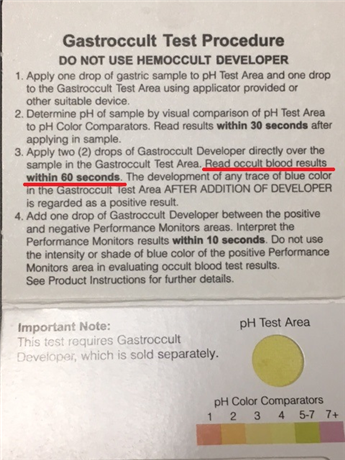 Gastroccult Test Procedure
DO NOT USE HEMOCCULT DEVELOPER
1. Apply one drop of gastric sample to pH Test Area and one drop
to the Gastroccult Test Area using applicator provided or
other suitable device.
2. Determine pH of sample by visual comparison of pH Test Area
to pH Color Comparators. Read results within 30 seconds after
applying in sample.
3. Apply two (2) drops of Gastroccult Developer directly over the
sample in the Gastroccult Test Area. Read occult blood results
within 60 seconds. The development of any trace of blue color
in the Gastroccult Test Area AFTER ADDITION OF DEVELOPER
is regarded as a positive result.
4. Add one drop of Gastroccult Developer between the positive
and negative Performance Monitors areas. Interpret the
Performance Monitors results within 10 seconds. Do not use
the intensity or shade of blue color of the positive Performance
Monitors area in evaluating occult blood test results.
See Product Instructions for further details.
Important Note:
This test requires Gastroccult
Developer, which is sold separately.
pH Test Area
pH Color Comparators
1 2 3 4 5-7 7+